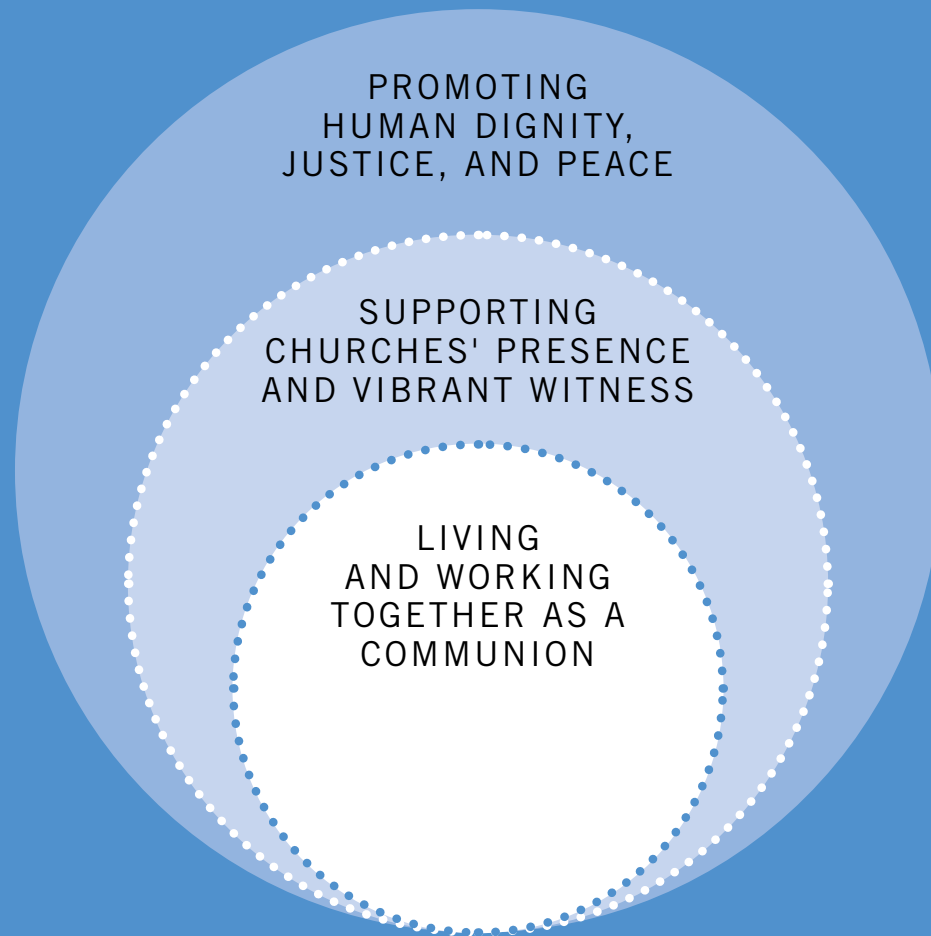 PROMOTING
HUMAN DIGNITY,
JUSTICE, AND PEACE
SUPPORTING
CHURCHES' PRESENCE
AND VIBRANT WITNESS
LIVING
AND WORKING
TOGETHER AS A
COMMUNION